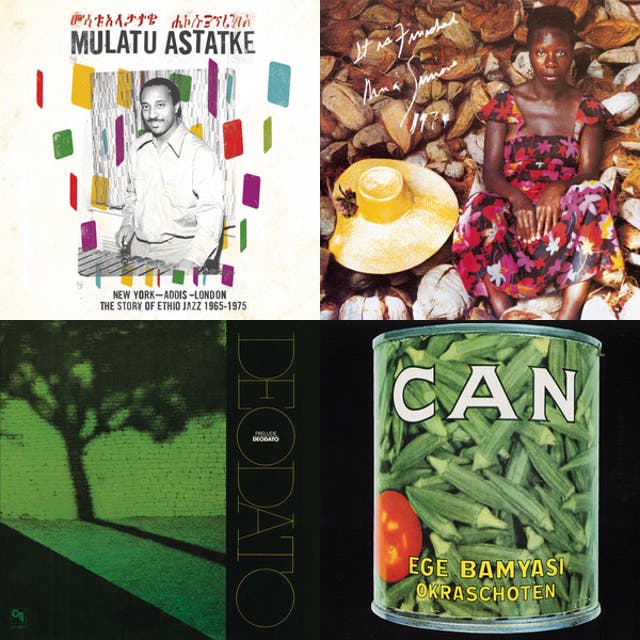 MULATU ASTATKE
NEW YORK–ADDIS–LONDON
THE STORY OF ETHIO JAZZ 1965-1975
It is Finished
Nina Simone
1974
DEODATO
PRELUDE
DEODATO
CAN
EGE BAMYASI
OKRASCHOTEN